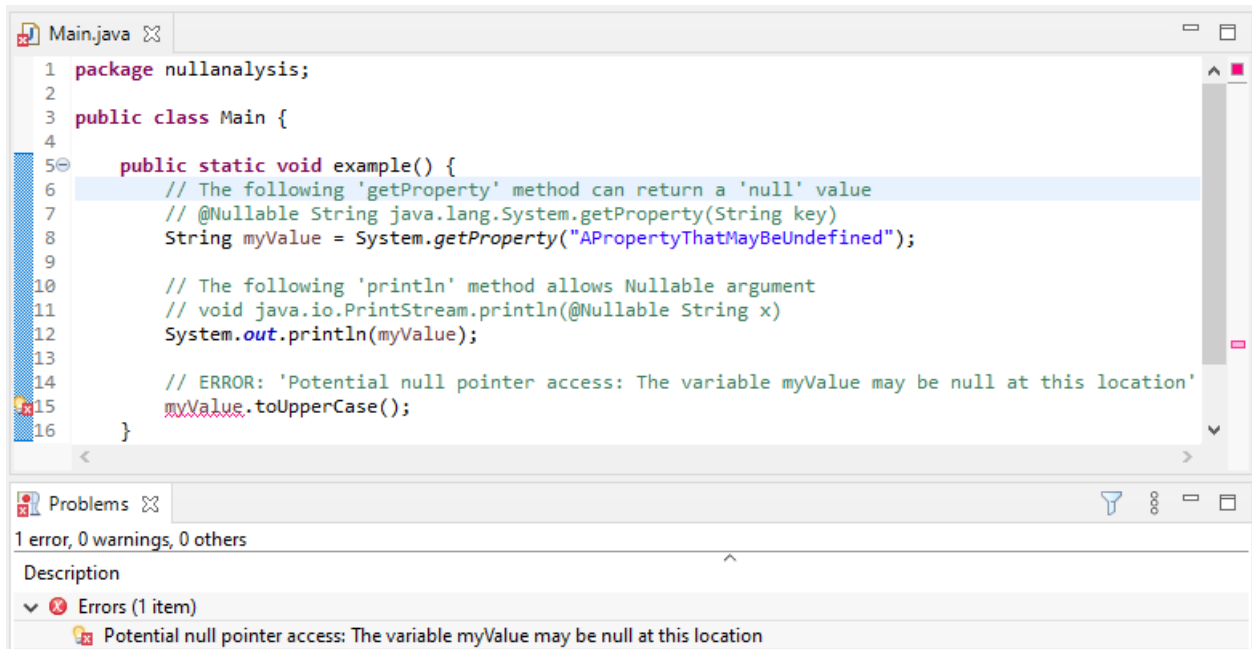 Main.java
1 package nullanalysis;
2
3 public class Main {
4
5 public static void example() {
6 // The following 'getProperty' method can return a 'null' value
7 // @Nullable String java.lang.System.getProperty(String key)
8 String myValue = System.getProperty("APropertyThatMayBeUndefined");
9
10 // The following 'println' method allows Nullable argument
11 // void java.io.PrintStream.println(@Nullable String x)
12 System.out.println(myValue);
13
14 // ERROR: 'Potential null pointer access: The variable myValue may be null at this location'
15 myValue.toUpperCase();
16 }
Problems
1 error, 0 warnings, 0 others
Description
Errors (1 item)
Potential null pointer access: The variable myValue may be null at this location